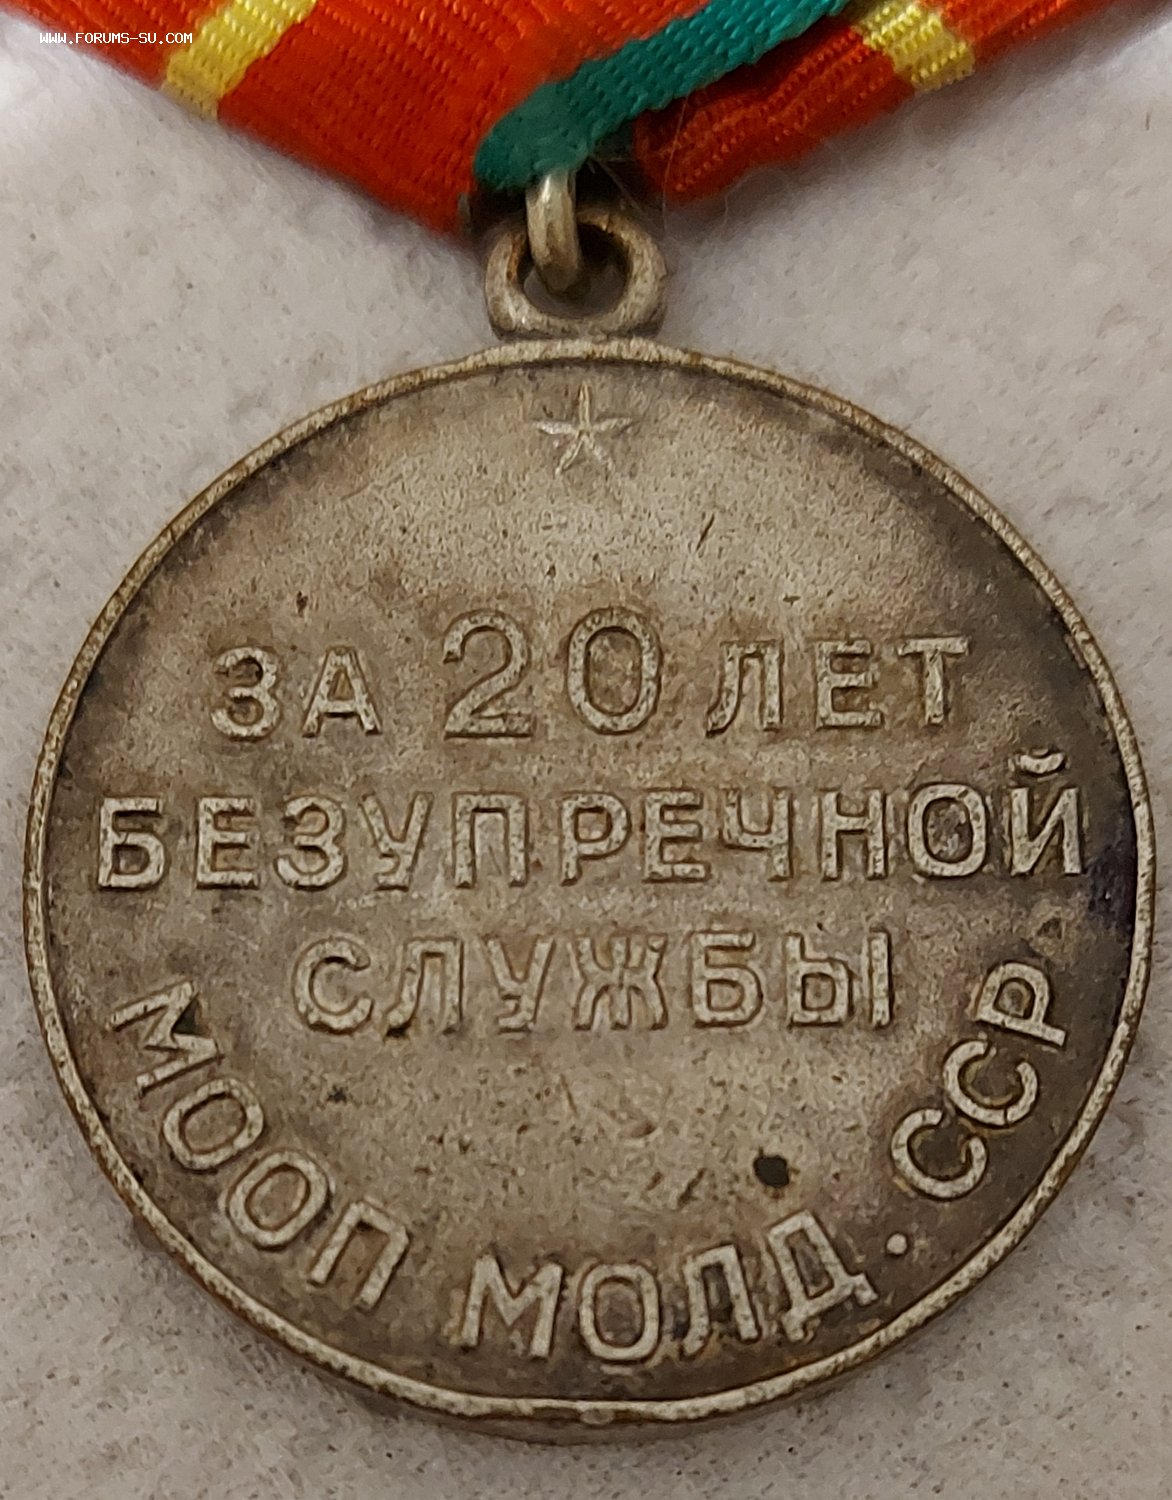 WWW.FORUMS-SU.COM
ЗА 20 ЛЕТ
БЕЗУПРЕЧНОЙ
СЛУЖБЫ
МООП МОЛД. ССР